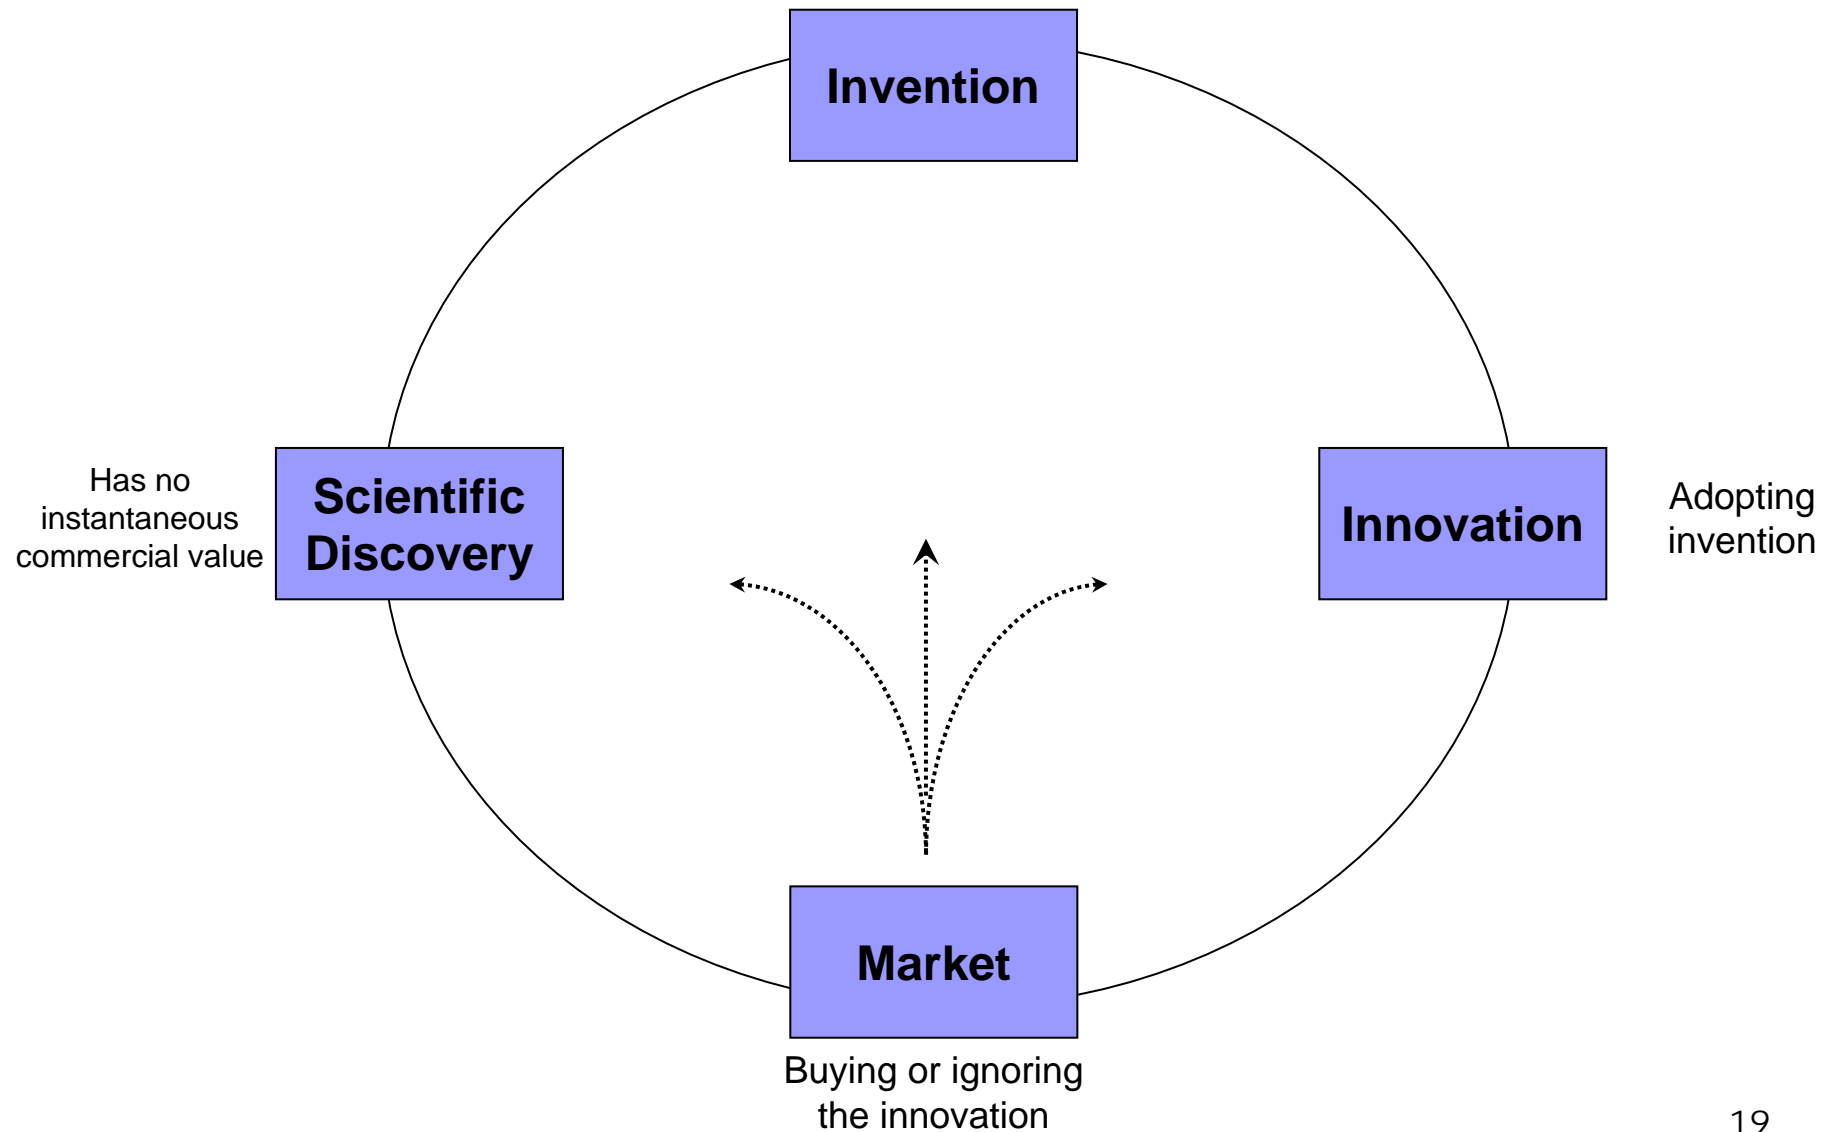 Invention
Has no
instantaneous
commercial value
Scientific
Discovery
Innovation
Adopting
invention
Market
Buying or ignoring
the innovation
19